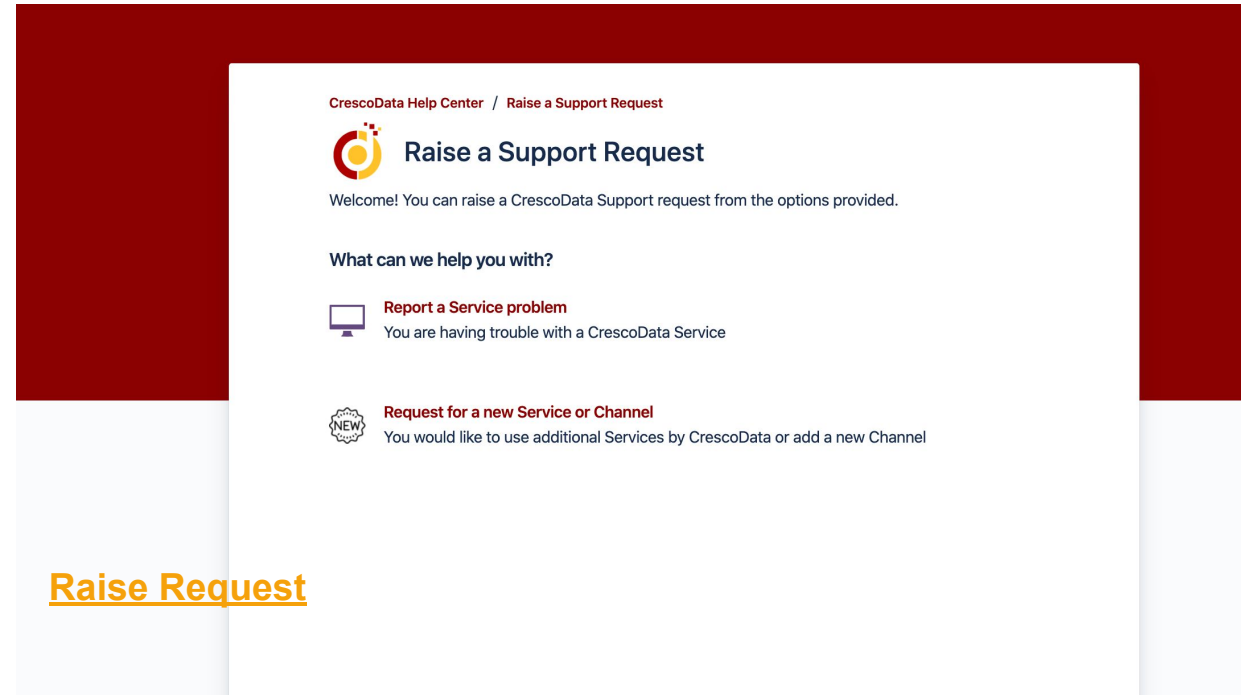 CrescoData Help Center / Raise a Support Request
Raise a Support Request
Welcome! You can raise a CrescoData Support request from the options provided.
What can we help you with?
Report a Service problem
You are having trouble with a CrescoData Service
NEW
Request for a new Service or Channel
You would like to use additional Services by CrescoData or add a new Channel
Raise Request